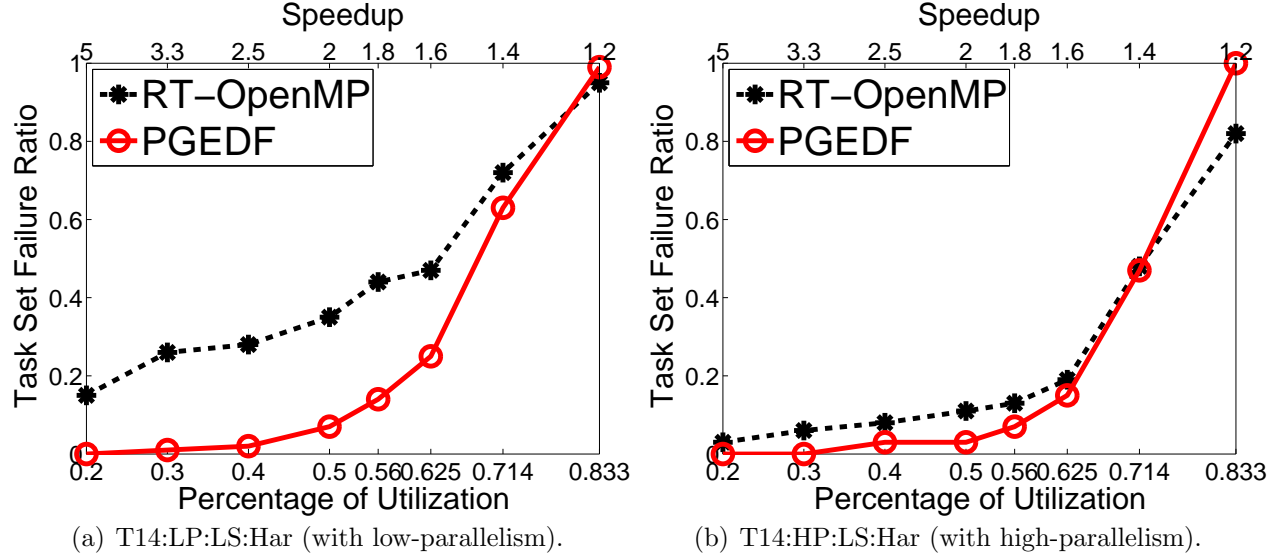 Speedup
5 3.3 2.5 2 1.8 1.6 1.4 1.2
1
0.8
0.6
0.4
0.2
0
Task Set Failure Ratio
RT-OpenMP
PGEDF
0.2 0.3 0.4 0.5 0.56 0.625 0.714 0.833
Percentage of Utilization
(a) T14:LP:LS:Har (with low-parallelism).
Speedup
5 3.3 2.5 2 1.8 1.6 1.4 1.2
1
0.8
0.6
0.4
0.2
0
Task Set Failure Ratio
RT-OpenMP
PGEDF
0.2 0.3 0.4 0.5 0.56 0.625 0.714 0.833
Percentage of Utilization
(b) T14:HP:LS:Har (with high-parallelism).